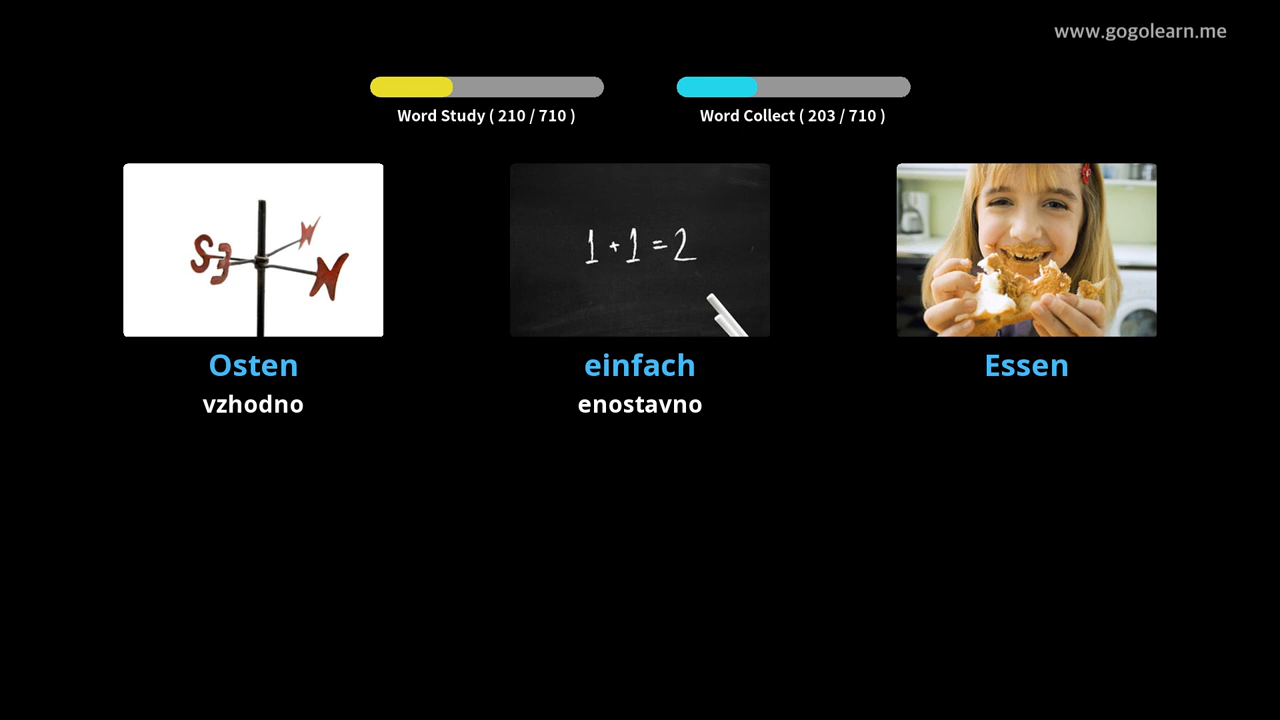 www.gogolearn.me
Word Study ( 210 / 710 )
Word Collect ( 203 / 710 )
S E N W
1 + 1 = 2
Osten
einfach
Essen
vzhodno
enostavno